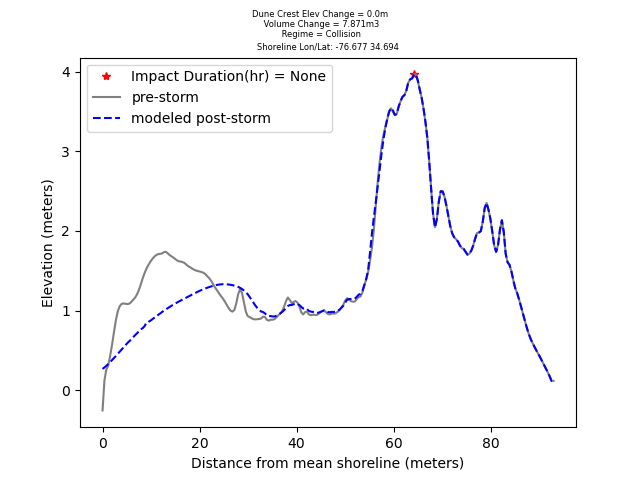 Dune Crest Elev Change = 0.0m
Volume Change = 7.871m3
Regime = Collision
Shoreline Lon/Lat: -76.677 34.694
Impact Duration(hr) = None
pre-storm
modeled post-storm
4
3
2
1
0
Elevation (meters)
0 20 40 60 80
Distance from mean shoreline (meters)